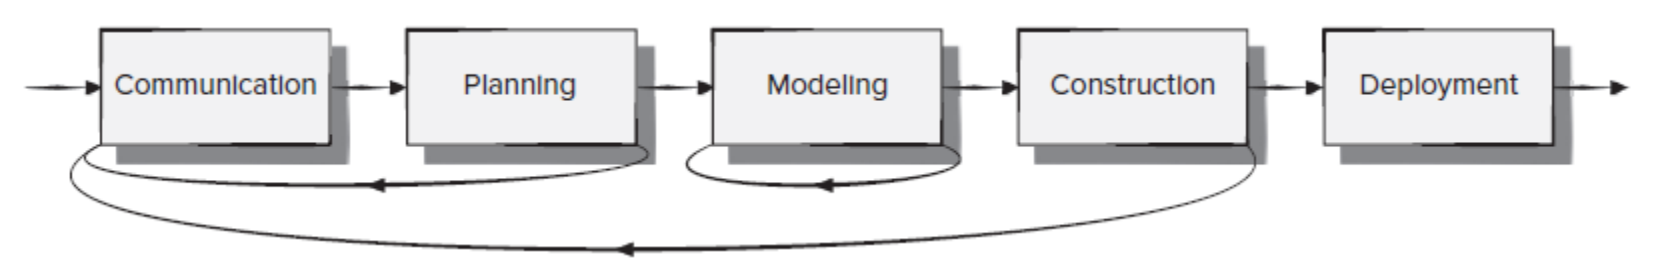 Communication
Planning
Modeling
Construction
Deployment